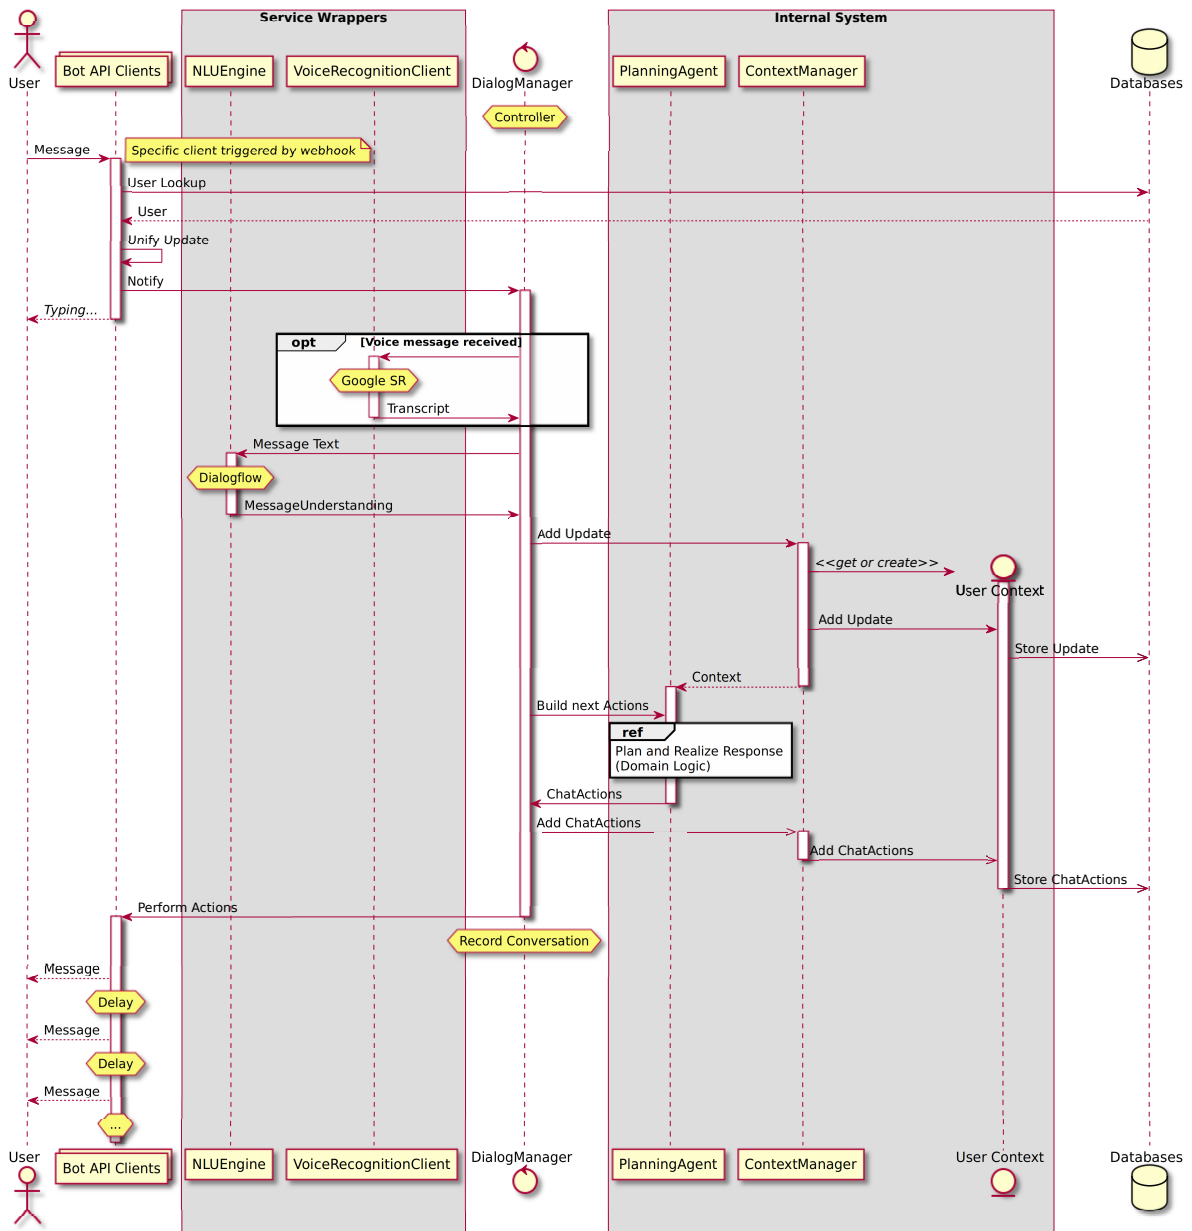 Service Wrappers
Internal System
User
Bot API Clients
NLUEngine
VoiceRecognitionClient
DialogManager
PlanningAgent
ContextManager
Databases
Controller
Message
Specific client triggered by webhook
User Lookup
User
Unify Update
Notify
Typing...
opt
[Voice message received]
Google SR
Transcript
Message Text
Dialogflow
MessageUnderstanding
Add Update
<<get or create>>
User Context
Add Update
Store Update
Context
Build next Actions
ref
Plan and Realize Response
(Domain Logic)
ChatActions
Add ChatActions
Add ChatActions
Store ChatActions
Perform Actions
Record Conversation
Message
Delay
Message
Delay
Message
...
User
Bot API Clients
NLUEngine
VoiceRecognitionClient
DialogManager
PlanningAgent
ContextManager
User Context
Databases